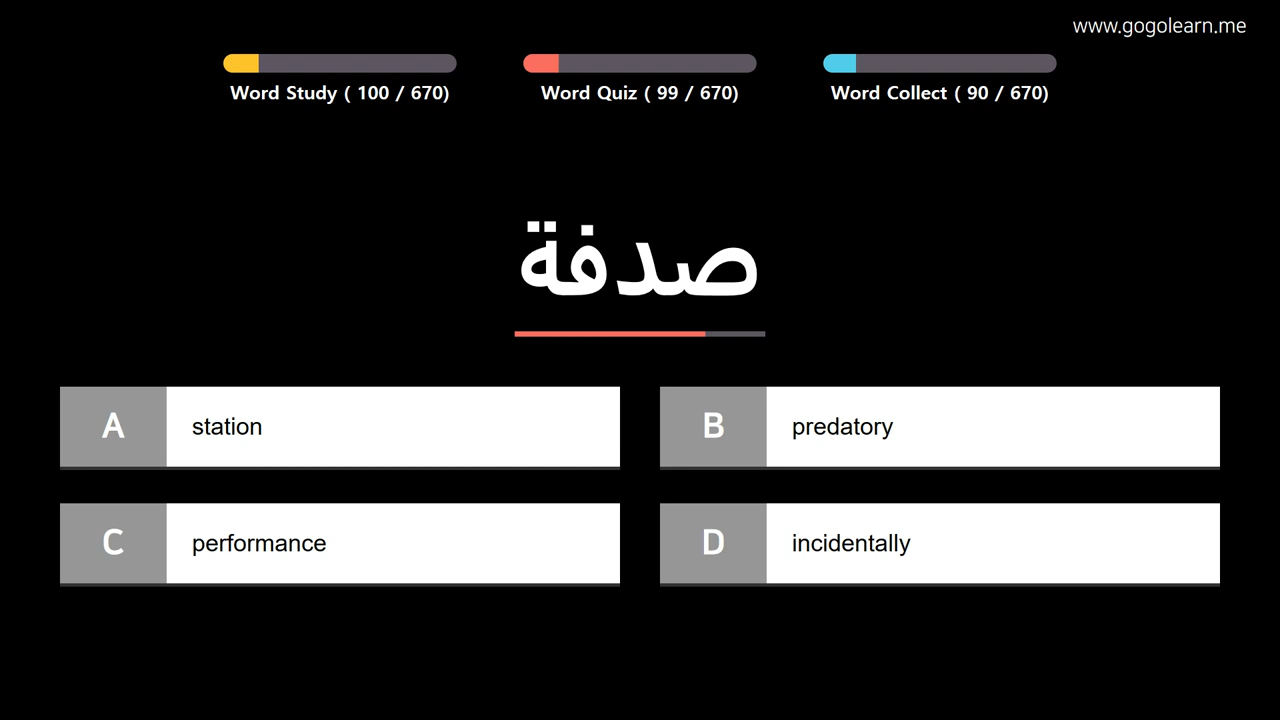 www.gogolearn.me
Word Study ( 100 / 670)
Word Quiz ( 99 / 670)
Word Collect ( 90 / 670)
صدفة
A station
B predatory
C performance
D incidentally